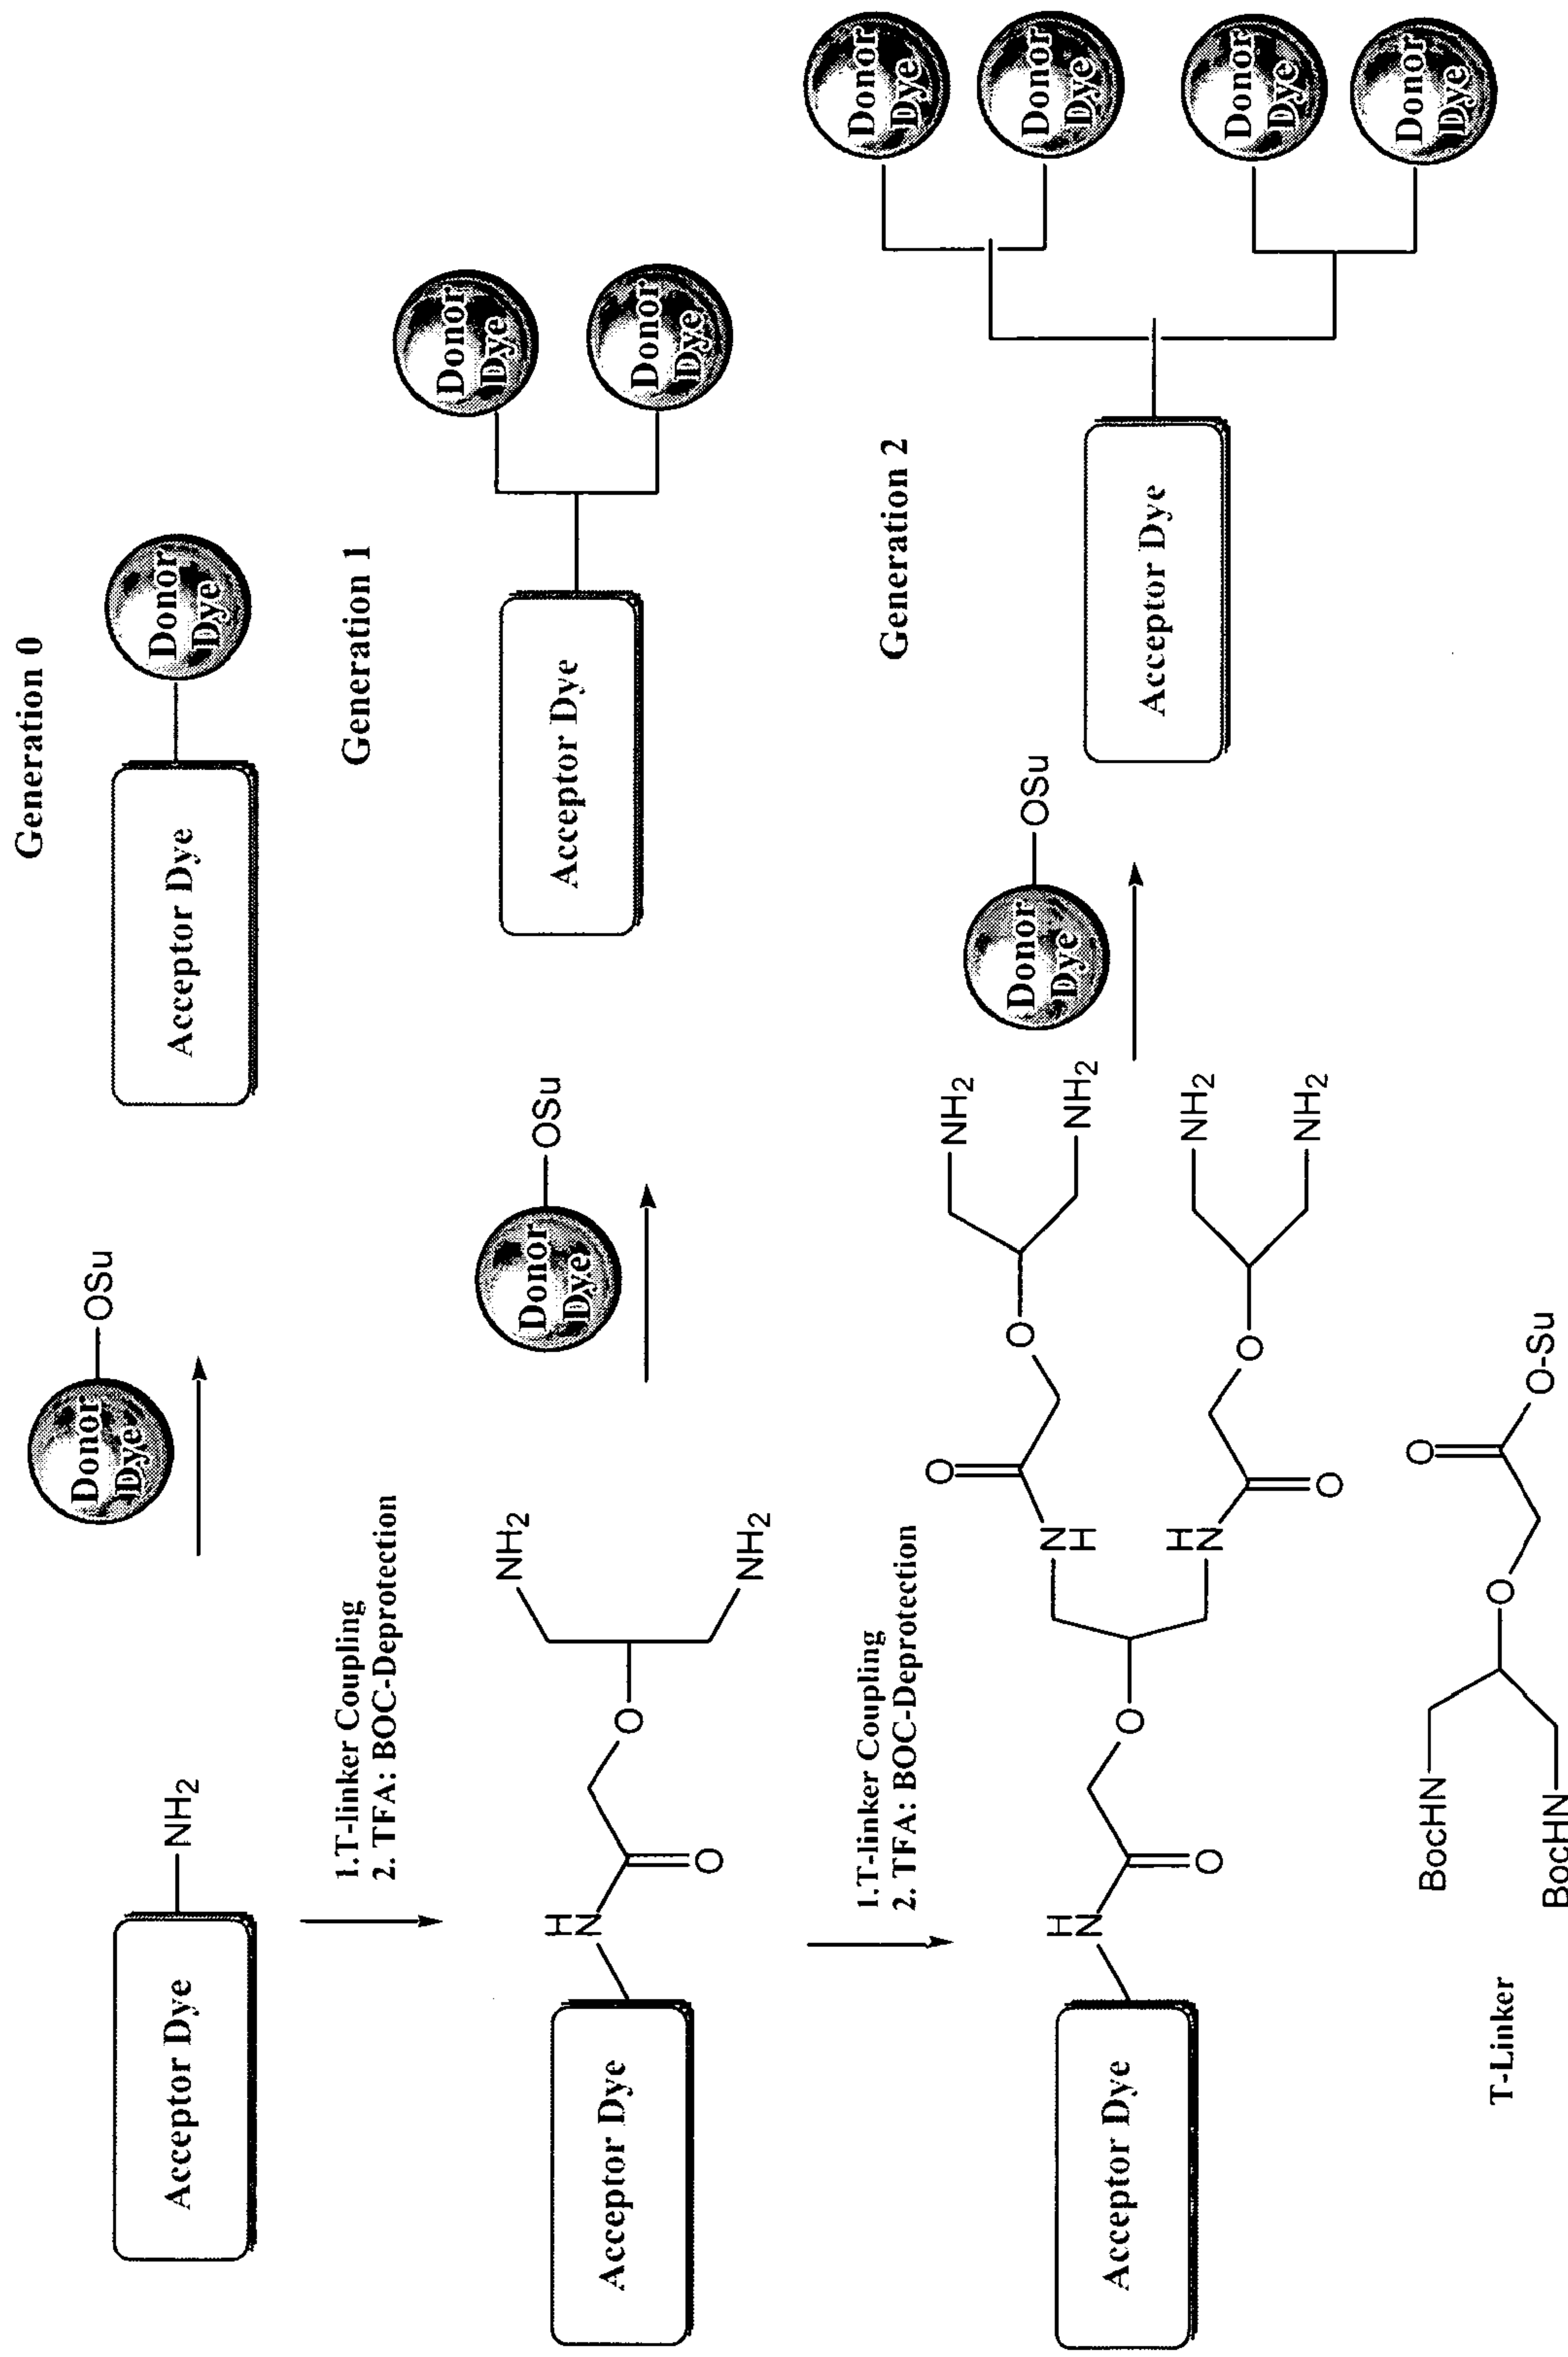 Acceptor Dye
NH2
Donor
Dye
OSu
Generation 0
Acceptor Dye
Donor
Dye
1.T-linker Coupling
2. TFA: BOC-Deprotection
Acceptor Dye
H
N
O
O
NH2
NH2
Donor
Dye
OSu
Generation 1
Acceptor Dye
Donor
Dye
Donor
Dye
1.T-linker Coupling
2. TFA: BOC-Deprotection
Acceptor Dye
H
N
O
O
N
H
O
O
NH2
NH2
H
N
O
O
NH2
NH2
Donor
Dye
OSu
Generation 2
Acceptor Dye
Donor
Dye
Donor
Dye
Donor
Dye
Donor
Dye
T-Linker
BocHN
BocHN
O
O
O-Su